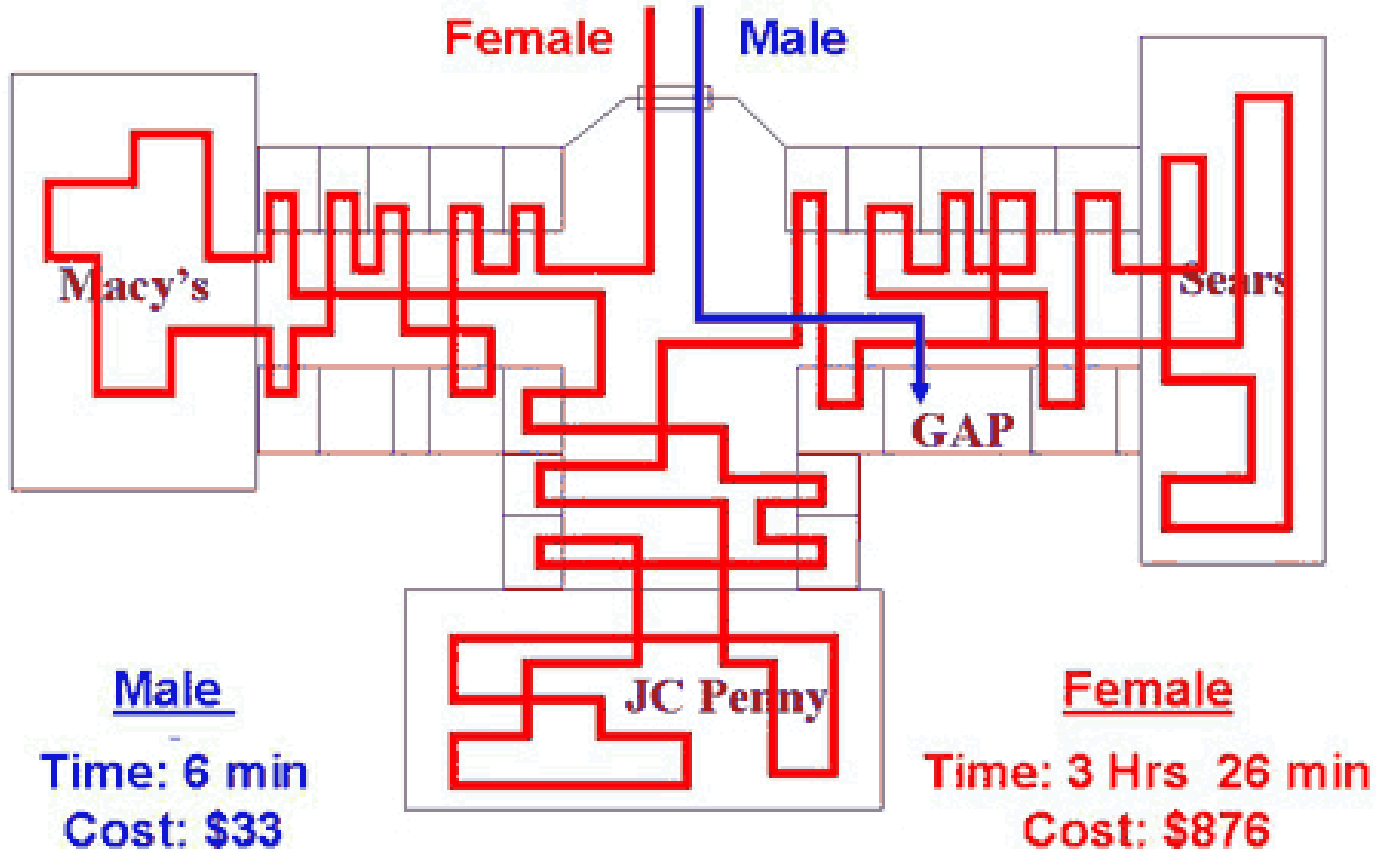 Female
Male
Macy's
Sears
GAP
JC Penny
Male
Time: 6 min
Cost: $33
Female
Time: 3 Hrs 26 min
Cost: $876